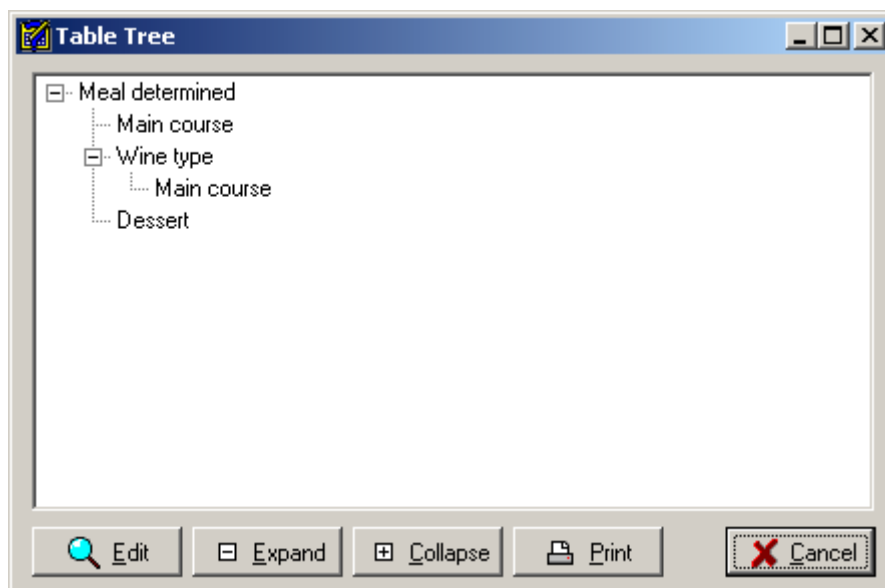 Table Tree
Meal determined
Main course
Wine type
Main course
Dessert
Edit Expand Collapse Print Cancel